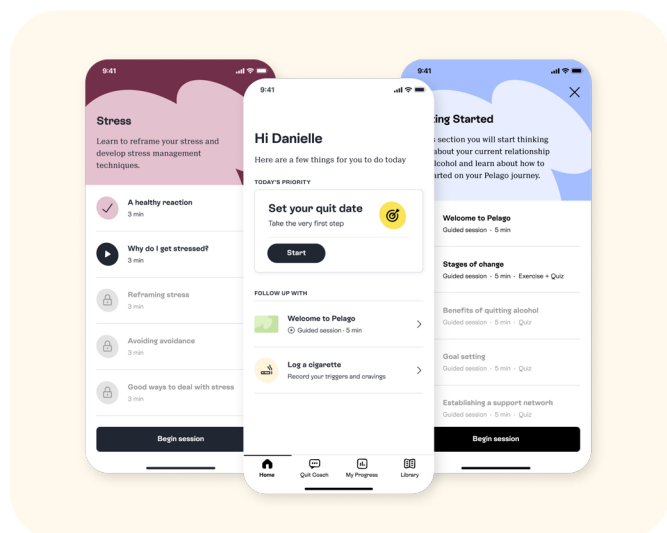 9:41
Stress
Learn to reframe your stress and
develop stress management
techniques.
A healthy reaction
3 min
Why do I get stressed?
3 min
Reframing stress
3 min
Avoiding avoidance
3 min
Good ways to deal with stress
3 min
Begin session
9:41
Hi Danielle
Here are a few things for you to do today
TODAY'S PRIORITY
Set your quit date
Take the very first step
Start
FOLLOW UP WITH
Welcome to Pelago
Guided session · 5 min
Log a cigarette
Record your triggers and cravings
Home
Quit Coach
My Progress
Library
9:41
ing Started
section you will start thinking
about your current relationship
lcohol and learn about how to
arted on your Pelago journey.
Welcome to Pelago
Guided session · 5 min
Stages of change
Guided session · 5 min · Exercise + Quiz
Benefits of quitting alcohol
Guided session · 5 min · Quiz
Goal setting
Guided session · 5 min · Quiz
Establishing a support network
Guided session · 5 min · Quiz
Begin session